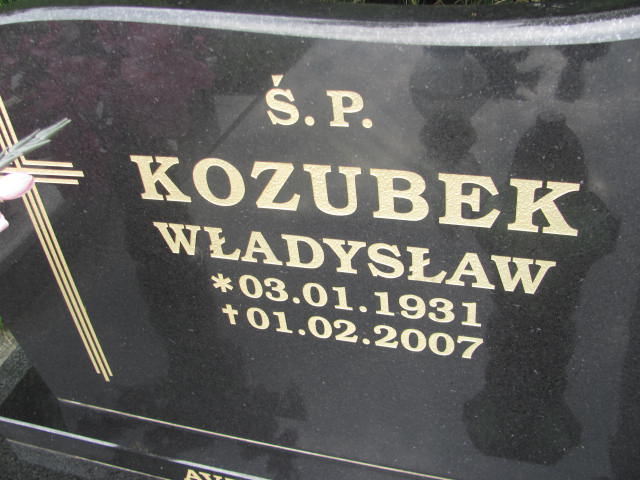 Ś. P.
KOZUBEK
WŁADYSŁAW
*03.01.1931
†01.02.2007